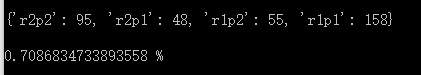 {'r2p2': 95, 'r2p1': 48, 'r1p2': 55, 'r1p1': 158}
0.7086834733893558 %